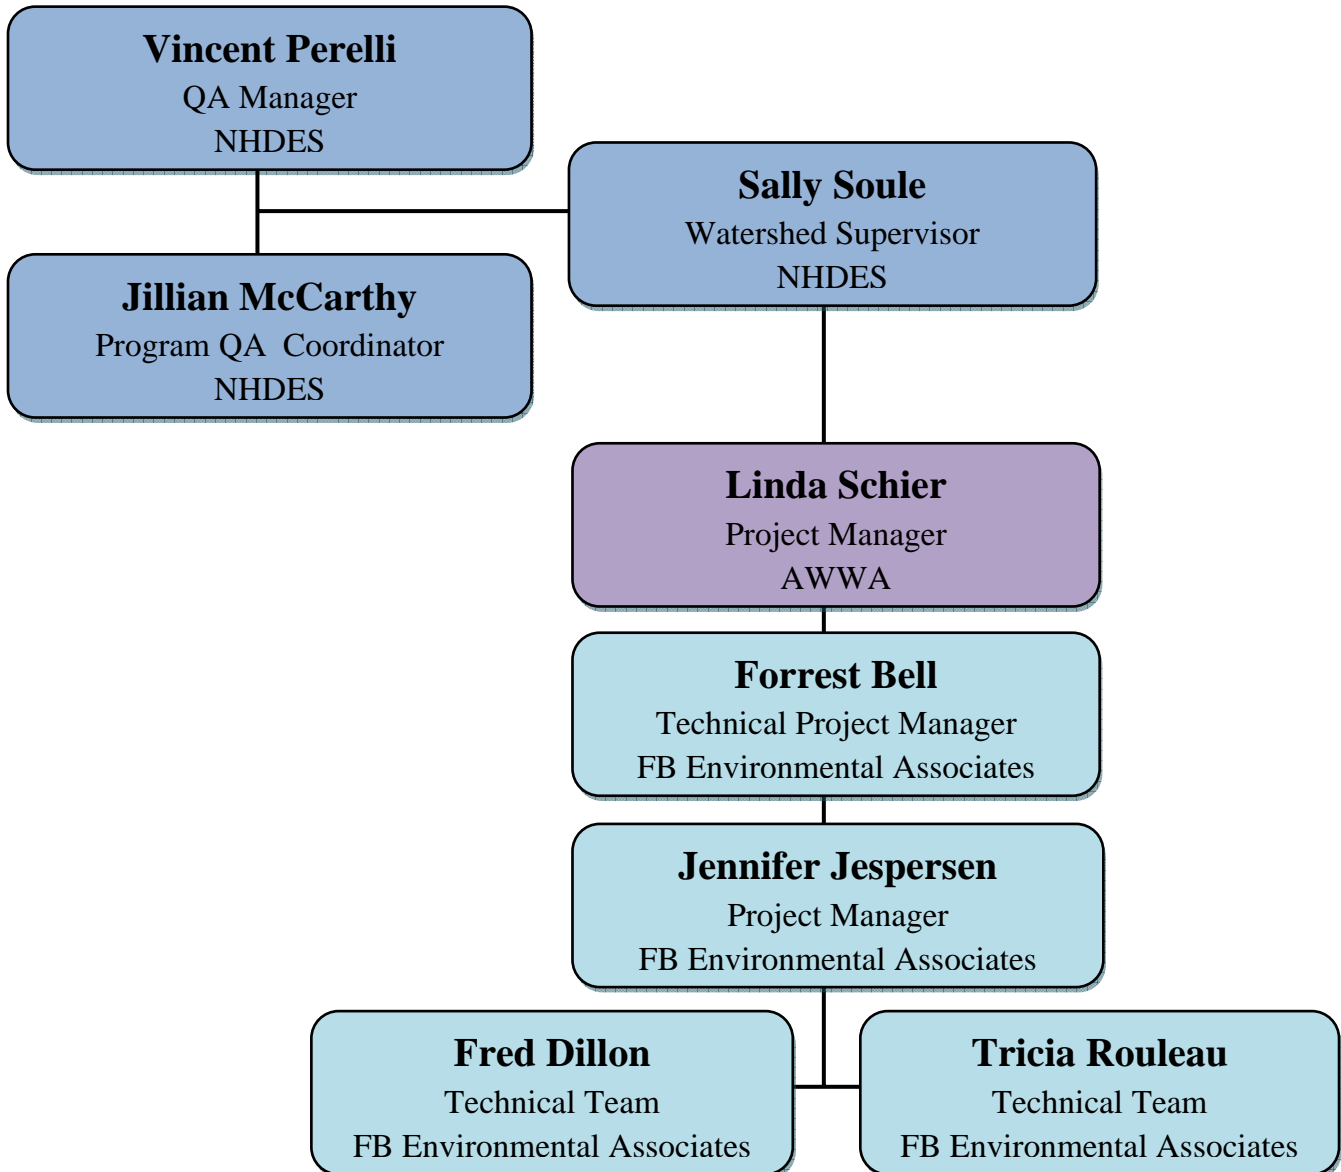 Vincent Perelli
QA Manager
NHDES
Sally Soule
Watershed Supervisor
NHDES
Jillian McCarthy
Program QA  Coordinator
NHDES
Linda Schier
Project Manager
AWWA
Forrest Bell
Technical Project Manager
FB Environmental Associates
Jennifer Jespersen
Project Manager
FB Environmental Associates
Fred Dillon
Technical Team
FB Environmental Associates
Tricia Rouleau
Technical Team
FB Environmental Associates